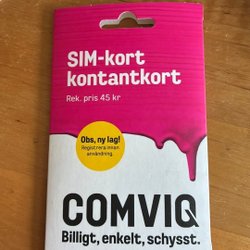 SIM-kort
kontantkort
Rek. pris 45 kr
Obs, ny lag!
Registrera innan
användning.
COMVIQ
Billigt, enkelt, schysst.